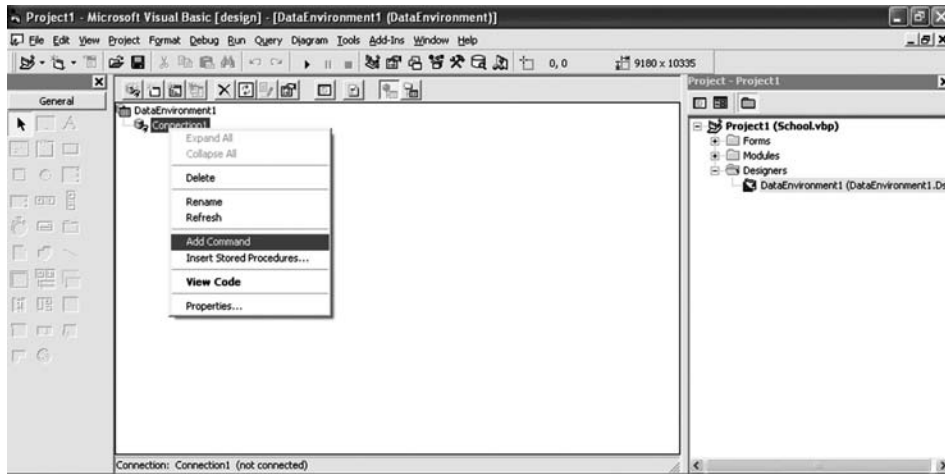 Project1 - Microsoft Visual Basic [design] - [DataEnvironment1 (DataEnvironment)]
File Edit View Project Format Debug Run Query Diagram Tools Add-Ins Window Help
0, 0 9180 x 10335
General
DataEnvironment1
Connection1
Expand All
Collapse All
Delete
Rename
Refresh
Add Command
Insert Stored Procedures...
View Code
Properties...
Connection: Connection1 (not connected)
Project - Project1
Project1 (School.vbp)
Forms
Modules
Designers
DataEnvironment1 (DataEnvironment1.Ds